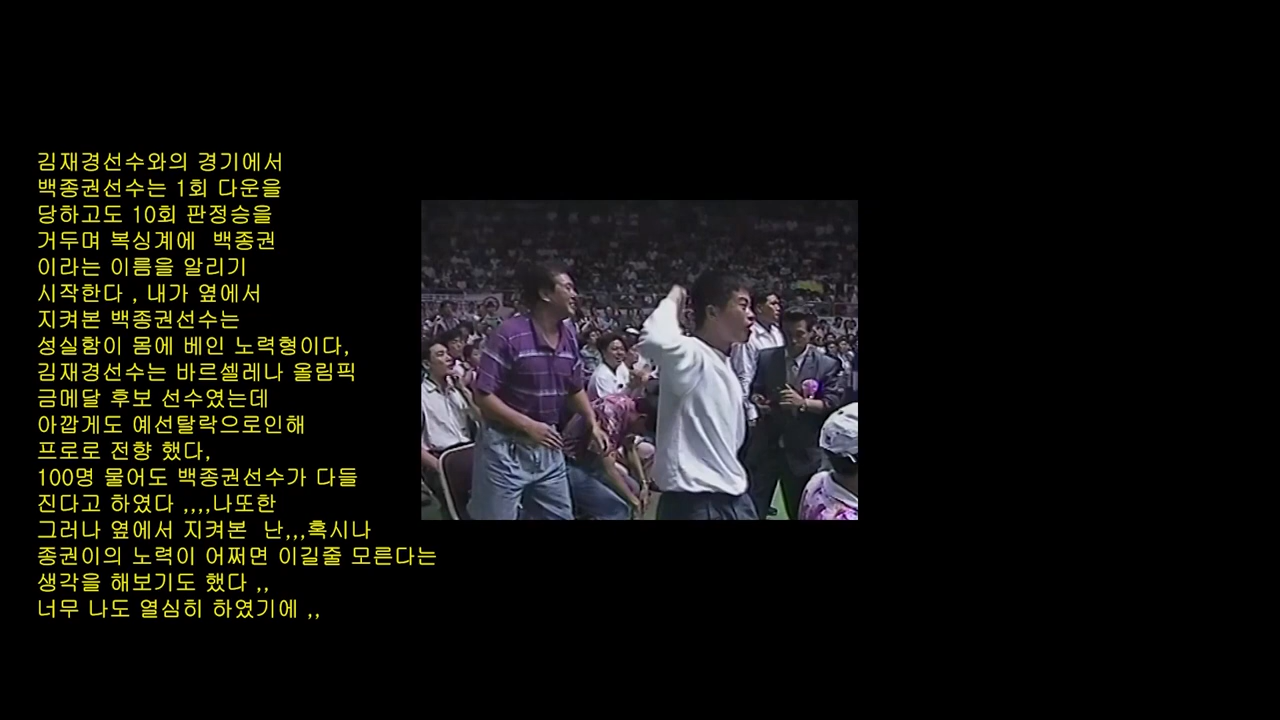 김재경선수와의 경기에서
백종권선수는 1회 다운을
당하고도 10회 판정승을
거두며 복싱계에  백종권
이라는 이름을 알리기
시작한다 , 내가 옆에서
지켜본 백종권선수는
성실함이 몸에 베인 노력형이다,
김재경선수는 바르셀레나 올림픽
금메달 후보 선수였는데
아깝게도 예선탈락으로인해
프로로 전향 했다,
100명 물어도 백종권선수가 다들
진다고 하였다 ,,,,나또한
그러나 옆에서 지켜본  난,,,혹시나
종권이의 노력이 어쩌면 이길줄 모른다는
생각을 해보기도 했다 ,,
너무 나도 열심히 하였기에 ,,